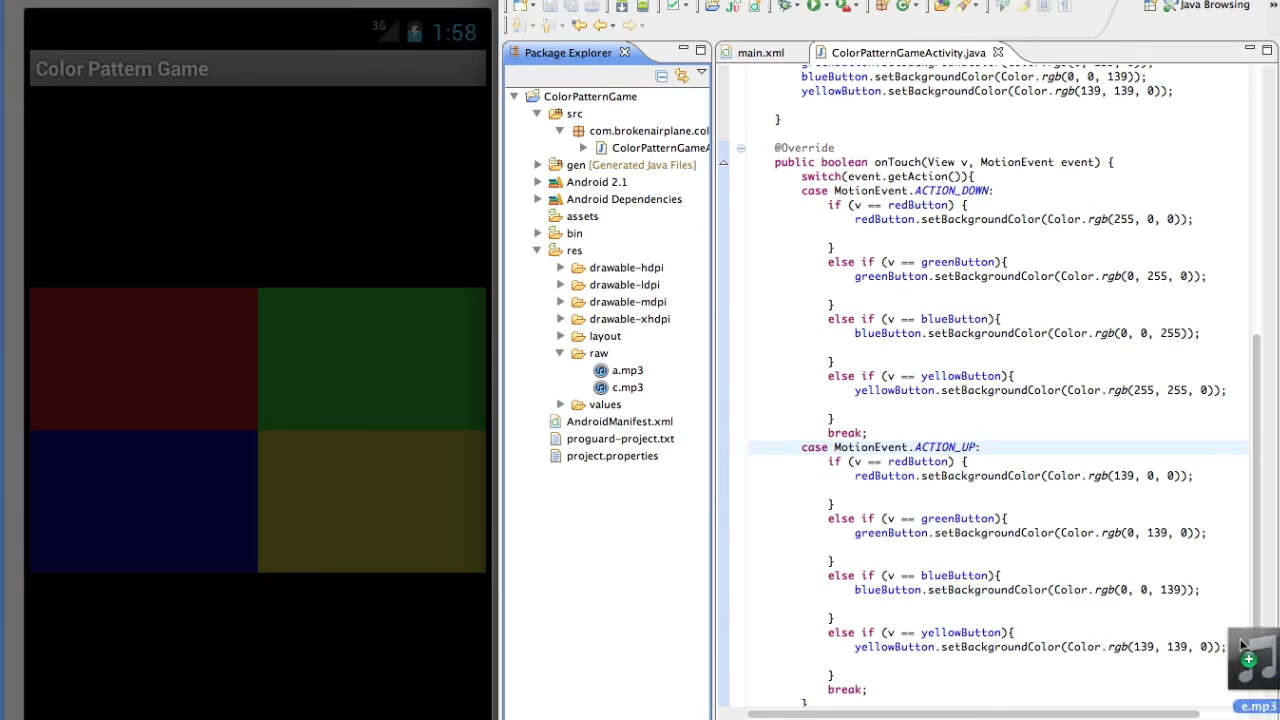 3G 1:58
Color Pattern Game
Java Browsing
Package Explorer
ColorPatternGame
src
com.brokenairplane.col
ColorPatternGameA
gen [Generated Java Files]
Android 2.1
Android Dependencies
assets
bin
res
drawable-hdpi
drawable-ldpi
drawable-mdpi
drawable-xhdpi
layout
raw
a.mp3
c.mp3
values
AndroidManifest.xml
proguard-project.txt
project.properties
main.xml
ColorPatternGameActivity.java
blueButton.setBackgroundColor(Color.rgb(0, 0, 139));
yellowButton.setBackgroundColor(Color.rgb(139, 139, 0));
}
@Override
public boolean onTouch(View v, MotionEvent event) {
switch(event.getAction()){
case MotionEvent.ACTION_DOWN:
if (v == redButton) {
redButton.setBackgroundColor(Color.rgb(255, 0, 0));
}
else if (v == greenButton){
greenButton.setBackgroundColor(Color.rgb(0, 255, 0));
}
else if (v == blueButton){
blueButton.setBackgroundColor(Color.rgb(0, 0, 255));
}
else if (v == yellowButton){
yellowButton.setBackgroundColor(Color.rgb(255, 255, 0));
}
break;
case MotionEvent.ACTION_UP:
if (v == redButton) {
redButton.setBackgroundColor(Color.rgb(139, 0, 0));
}
else if (v == greenButton){
greenButton.setBackgroundColor(Color.rgb(0, 139, 0));
}
else if (v == blueButton){
blueButton.setBackgroundColor(Color.rgb(0, 0, 139));
}
else if (v == yellowButton){
yellowButton.setBackgroundColor(Color.rgb(139, 139, 0));
}
break;
}
e.mp3